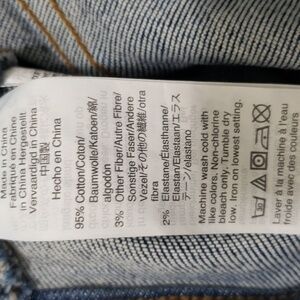 Made in China
Fabriqué en Chine
In China Hergestellt
Vervaardigd in China
中国製
Hecho en China
95% Cotton/Coton/
Baumwolle/Katoen/綿/
algodón
3% Other Fiber/Autre Fibre/
Sonstige Faser/Andere
Vezel/その他の繊維/otra
fibra
2% Elastane/Élasthanne/
Elastan/Elastaan/エラス
テーン/elastano
Machine wash cold with
like colors. Non-chlorine
bleach only. Tumble dry
low. Iron on lowest setting.
Laver à la machine à l'eau
froide avec des couleurs